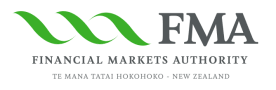 FMA
FINANCIAL MARKETS AUTHORITY
TE MANA TATAI HOKOHOKO - NEW ZEALAND